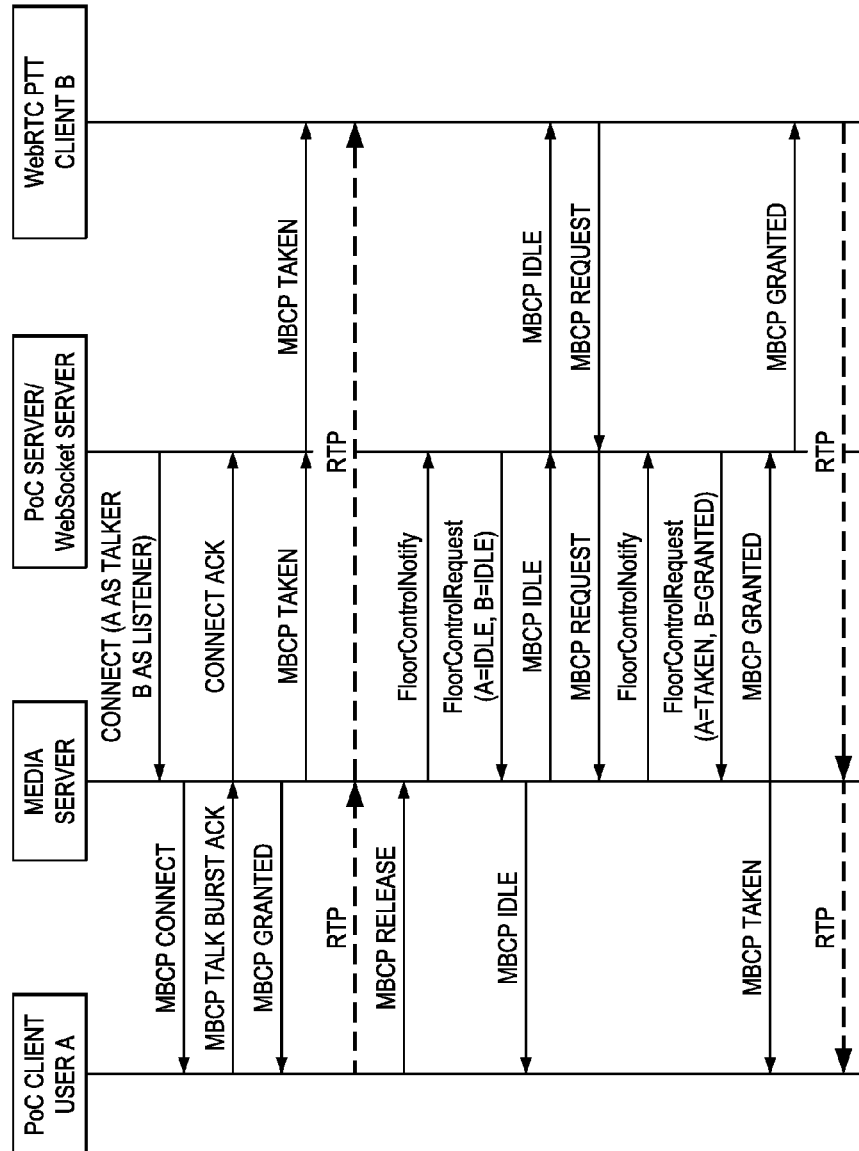 PoC CLIENT
USER A
MEDIA
SERVER
PoC SERVER/
WebSocket SERVER
WebRTC PTT
CLIENT B
CONNECT (A AS TALKER
B AS LISTENER)
MBCP CONNECT
MBCP TALK BURST ACK
CONNECT ACK
MBCP GRANTED
MBCP TAKEN
MBCP TAKEN
RTP
RTP
MBCP RELEASE
FloorControlNotify
FloorControlRequest
(A=IDLE, B=IDLE)
MBCP IDLE
MBCP IDLE
MBCP IDLE
MBCP REQUEST
MBCP REQUEST
FloorControlNotify
FloorControlRequest
(A=TAKEN, B=GRANTED)
MBCP TAKEN
MBCP GRANTED
MBCP GRANTED
RTP
RTP